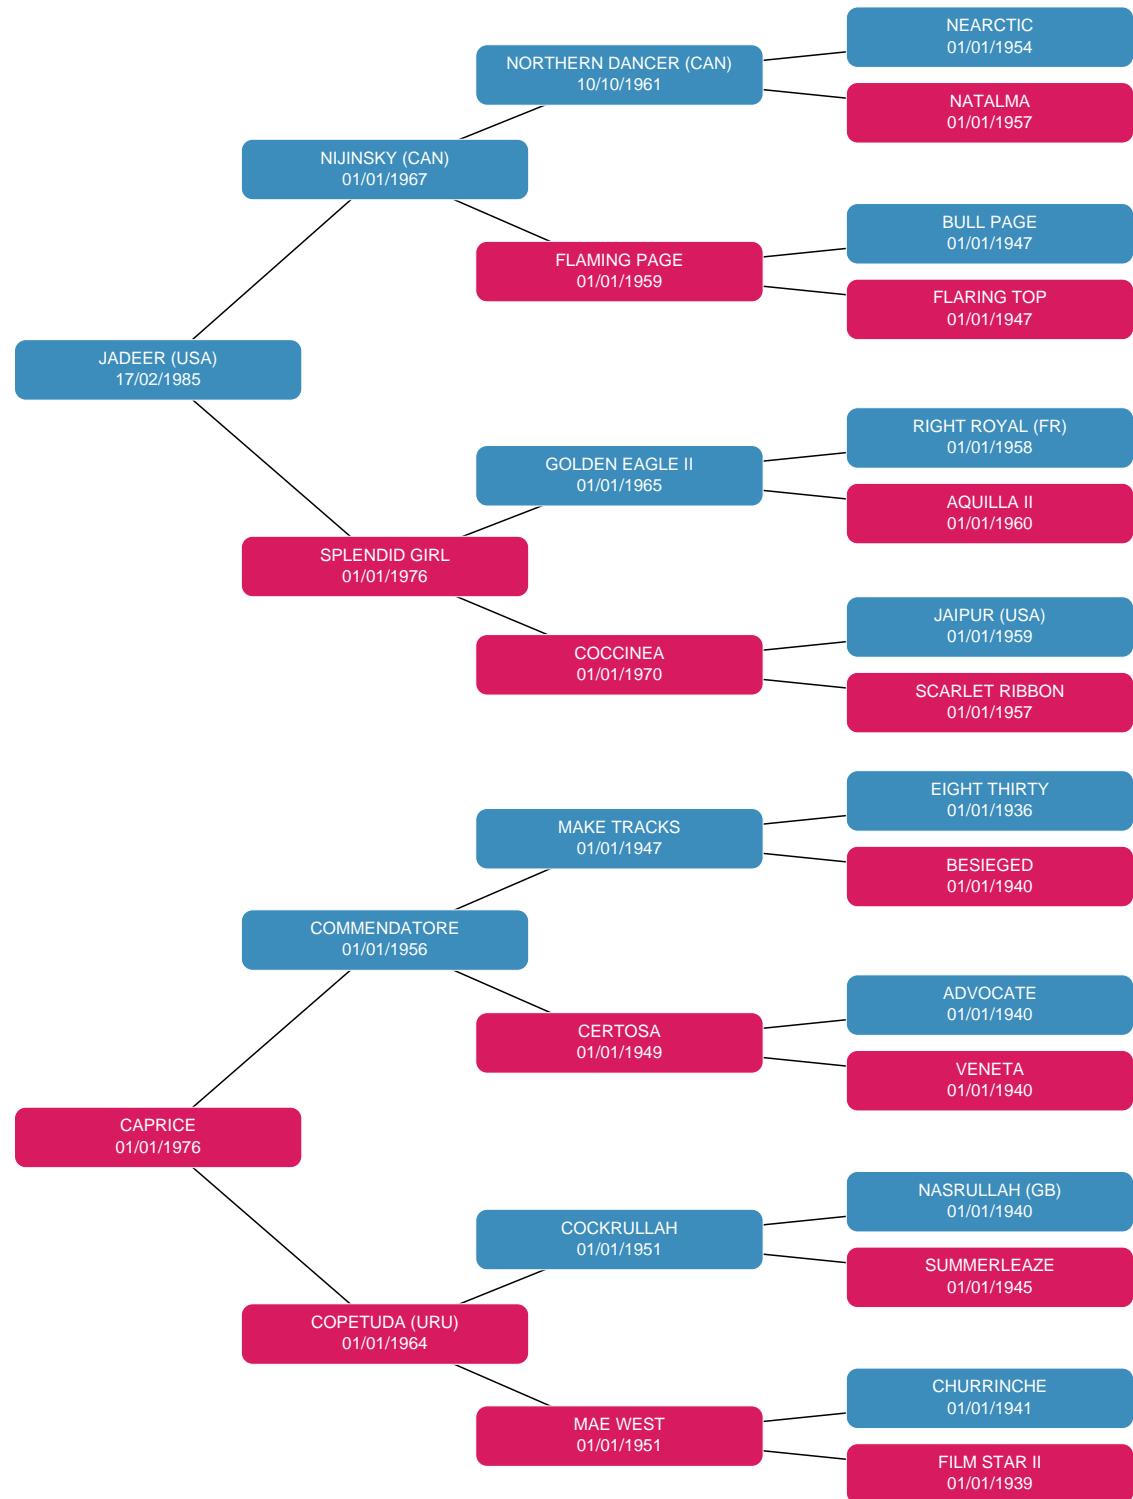 NEARCTIC
01/01/1954
NORTHERN DANCER (CAN)
10/10/1961
NATALMA
01/01/1957
NIJINSKY (CAN)
01/01/1967
BULL PAGE
01/01/1947
FLAMING PAGE
01/01/1959
FLARING TOP
01/01/1947
JADEER (USA)
17/02/1985
RIGHT ROYAL (FR)
01/01/1958
GOLDEN EAGLE II
01/01/1965
AQUILLA II
01/01/1960
SPLENDID GIRL
01/01/1976
JAIPUR (USA)
01/01/1959
COCCINEA
01/01/1970
SCARLET RIBBON
01/01/1957
EIGHT THIRTY
01/01/1936
MAKE TRACKS
01/01/1947
BESIEGED
01/01/1940
COMMENDATORE
01/01/1956
ADVOCATE
01/01/1940
CERTOSA
01/01/1949
VENETA
01/01/1940
CAPRICE
01/01/1976
NASRULLAH (GB)
01/01/1940
COCKRULLAH
01/01/1951
SUMMERLEAZE
01/01/1945
COPETUDA (URU)
01/01/1964
CHURRINCHE
01/01/1941
MAE WEST
01/01/1951
FILM STAR II
01/01/1939